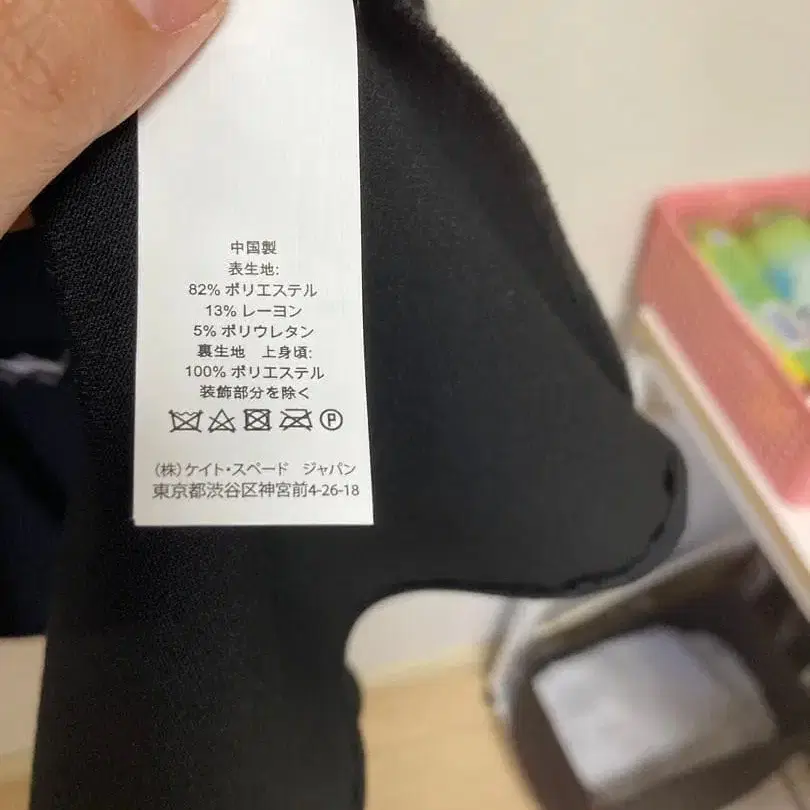 中国製
表生地:
82% ポリエステル
13% レーヨン
5% ポリウレタン
裏生地　上身頃:
100% ポリエステル
装飾部分を除く
P
（株）ケイト・スペード　ジャパン
東京都渋谷区神宮前4-26-18